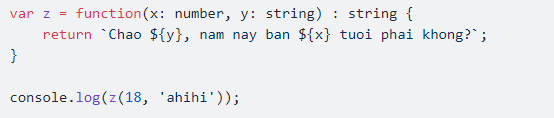 var z = function(x: number, y: string) : string {
    return `Chao ${y}, nam nay ban ${x} tuoi phai khong?`;
}
console.log(z(18, 'ahihi'));